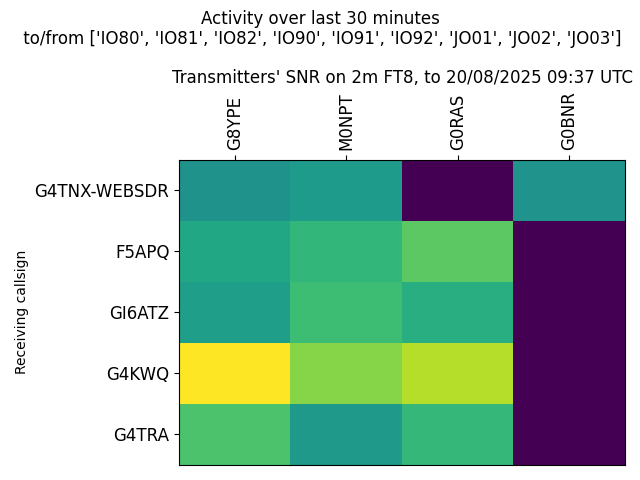 Activity over last 30 minutes
to/from ['IO80', 'IO81', 'IO82', 'IO90', 'IO91', 'IO92', 'JO01', 'JO02', 'JO03']
Transmitters' SNR on 2m FT8, to 20/08/2025 09:37 UTC
G8YPE
M0NPT
G0RAS
G0BNR
Receiving callsign
G4TNX-WEBSDR
F5APQ
GI6ATZ
G4KWQ
G4TRA